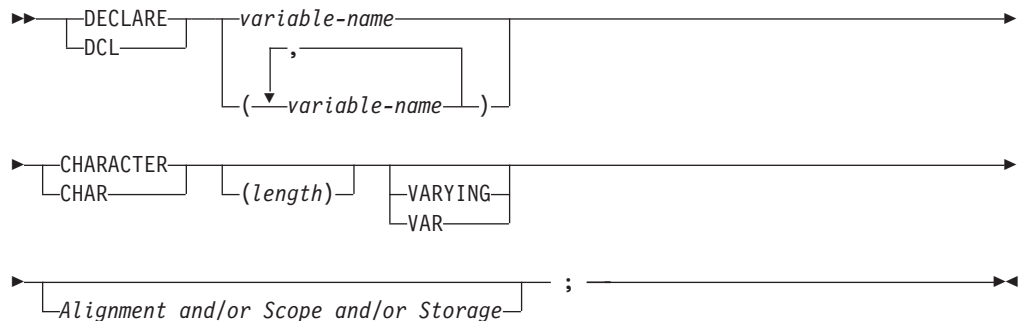 DECLARE variable-name
DCL
,
( variable-name )
CHARACTER
CHAR (length) VARYING
VAR
;
Alignment and/or Scope and/or Storage